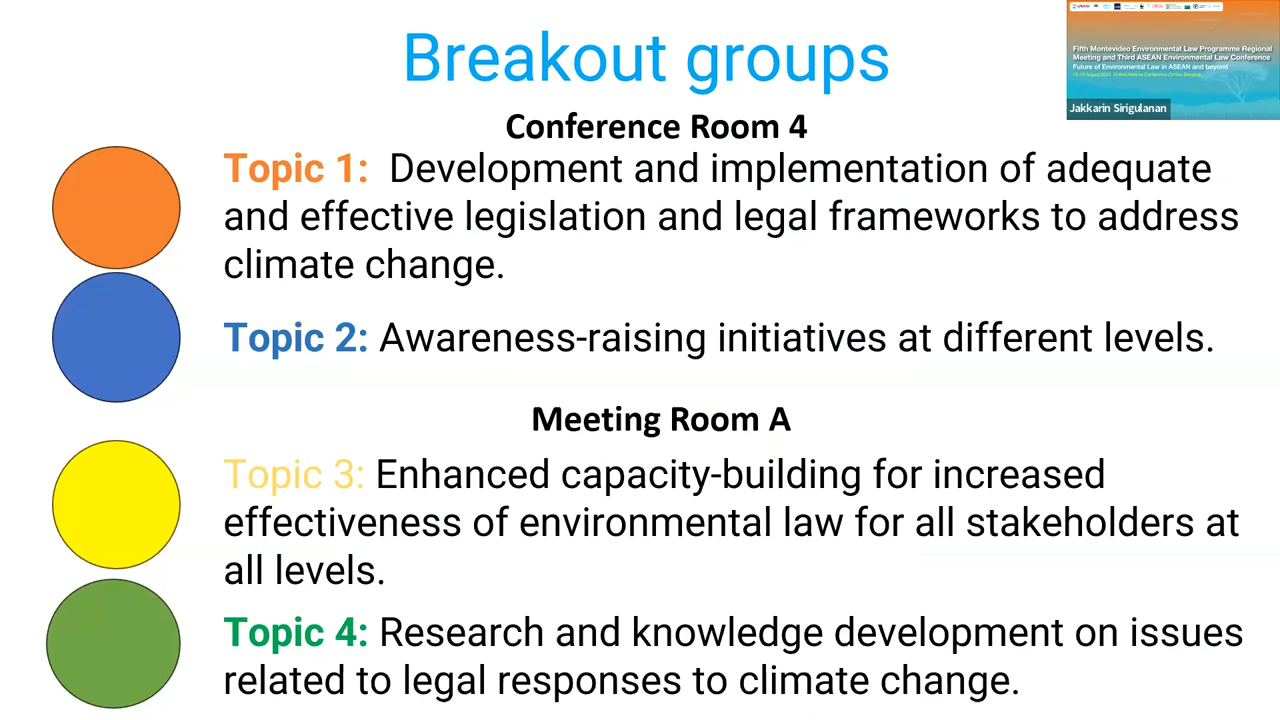 Breakout groups
Fifth Montevideo Environmental Law Programme Regional
Meeting and Third ASEAN Environmental Law Conference
Future of Environmental Law in ASEAN and beyond
Jakkarin Sirigulanan
Conference Room 4
Topic 1: Development and implementation of adequate
and effective legislation and legal frameworks to address
climate change.
Topic 2: Awareness-raising initiatives at different levels.
Meeting Room A
Topic 3: Enhanced capacity-building for increased
effectiveness of environmental law for all stakeholders at
all levels.
Topic 4: Research and knowledge development on issues
related to legal responses to climate change.